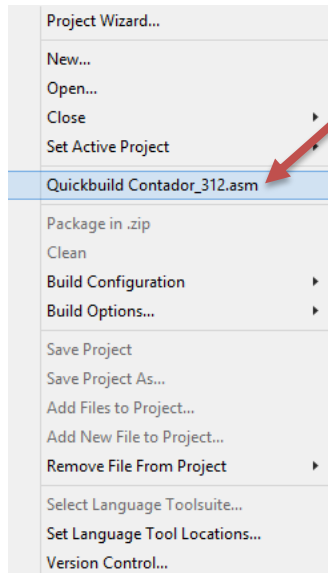 Project Wizard...
New...
Open...
Close
Set Active Project
Quickbuild Contador_312.asm
Package in .zip
Clean
Build Configuration
Build Options...
Save Project
Save Project As...
Add Files to Project...
Add New File to Project...
Remove File From Project
Select Language Toolsuite...
Set Language Tool Locations...
Version Control...